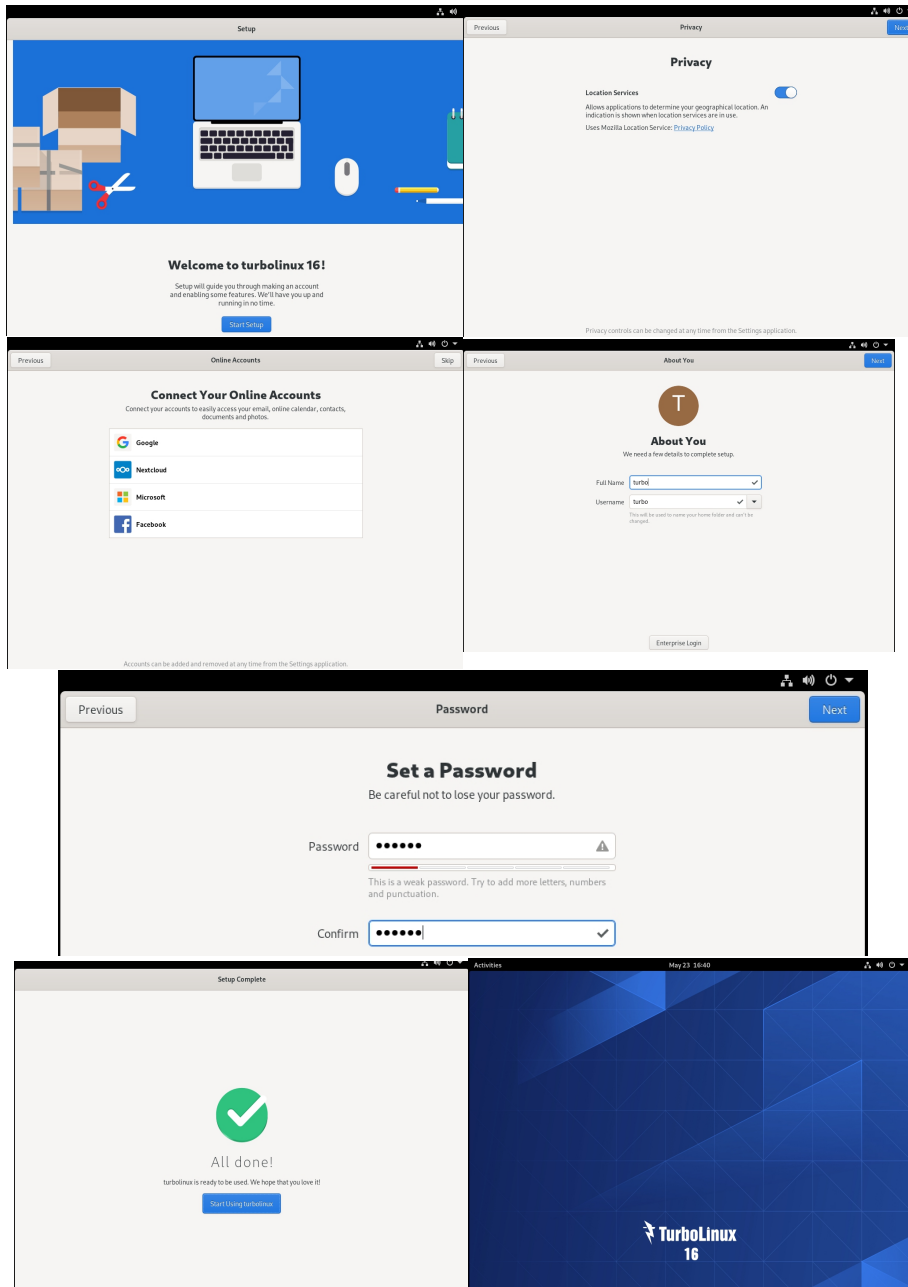 Setup
Welcome to turbolinux 16!
Setup will guide you through making an account
and enabling some features. We'll have you up and
running in no time.
Start Setup
Previous
Privacy
Next
Privacy
Location Services
Allows applications to determine your geographical location. An
indication is shown when location services are in use.
Uses Mozilla Location Service: Privacy Policy
Privacy controls can be changed at any time from the Settings application.
Previous
Online Accounts
Skip
Connect Your Online Accounts
Connect your accounts to easily access your email, online calendar, contacts,
documents and photos.
Google
Nextcloud
Microsoft
Facebook
Accounts can be added and removed at any time from the Settings application.
Previous
About You
Next
T
About You
We need a few details to complete setup.
Full Name turbo
Username turbo
This will be used to name your home folder and can't be
changed.
Enterprise Login
Previous
Password
Next
Set a Password
Be careful not to lose your password.
Password ●●●●●●
This is a weak password. Try to add more letters, numbers
and punctuation.
Confirm ●●●●●●
Setup Complete
All done!
turbolinux is ready to be used. We hope that you love it!
Start Using turbolinux
Activities
May 23 16:40
TurboLinux
16